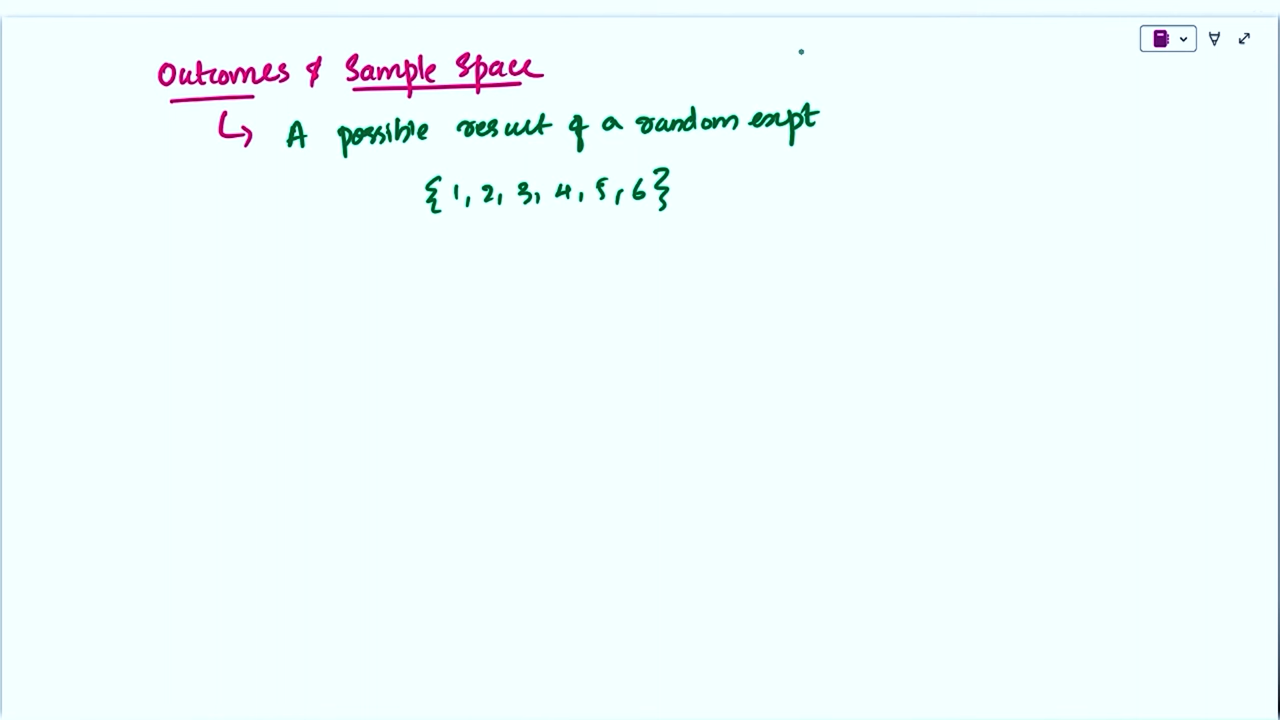 Outcomes & Sample Space
↳ A possible result of a random expt
{1, 2, 3, 4, 5, 6}